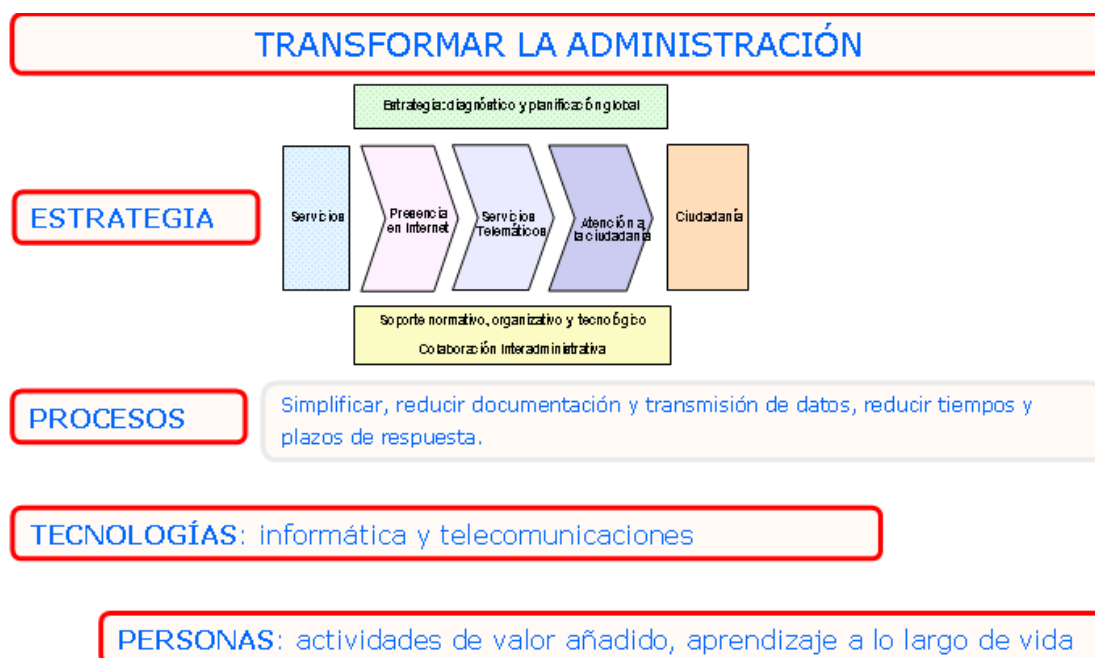 TRANSFORMAR LA ADMINISTRACIÓN
Estrategia: diagnóstico y planificación global
ESTRATEGIA
Servicios
Presencia
en Internet
Servicios
Telemáticos
Atención a
la ciudadanía
Ciudadanía
Soporte normativo, organizativo y tecnológico
Colaboración Interadministrativa
PROCESOS
Simplificar, reducir documentación y transmisión de datos, reducir tiempos y
plazos de respuesta.
TECNOLOGÍAS: informática y telecomunicaciones
PERSONAS: actividades de valor añadido, aprendizaje a lo largo de vida